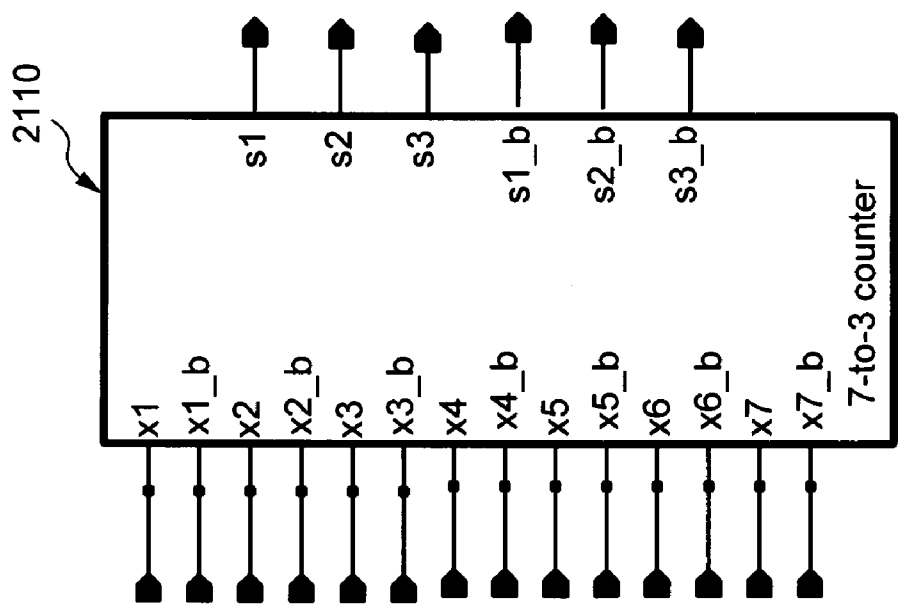 2110
x1
x1_b
x2
x2_b
x3
x3_b
x4
x4_b
x5
x5_b
x6
x6_b
x7
x7_b
s1
s2
s3
s1_b
s2_b
s3_b
7-to-3 counter